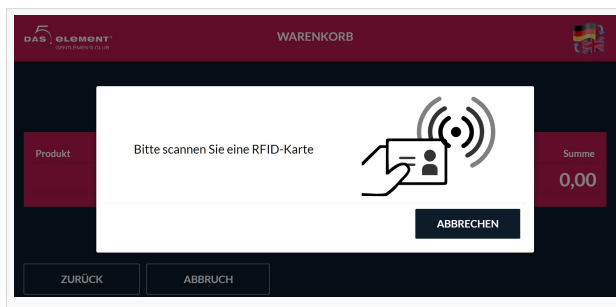 DAS 5. ELEMENT
GENTLEMEN'S CLUB
WARENKORB
Bitte scannen Sie eine RFID-Karte
Produkt
Summe
0,00
ABBRECHEN
ZURÜCK
ABBRUCH